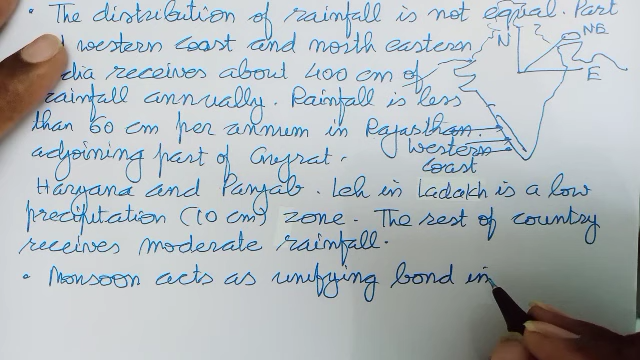 • The distribution of rainfall is not equal. Part
western coast and north eastern
dia receives about 400 cm of
rainfall annually. Rainfall is less
than 60 cm per annum in Rajasthan.
adjoining part of Gujrat.
Haryana and Panjab. Leh in Ladakh is a low
precipitation (10 cm) zone. The rest of country
receives moderate rainfall.
• Monsoon acts as unifying bond in
N
NE
E
western
coast